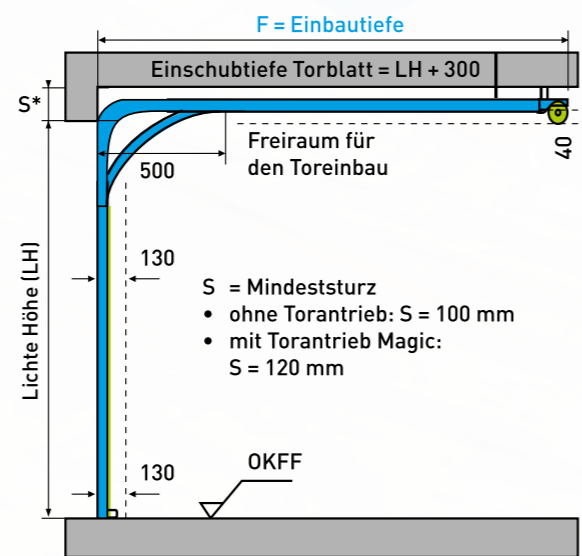 F = Einbautiefe
Einschubtiefe Torblatt = LH + 300
S*
Freiraum für
den Toreinbau
500
40
130
Lichte Höhe (LH)
S = Mindeststurz
• ohne Torantrieb: S = 100 mm
• mit Torantrieb Magic:
S = 120 mm
130
OKFF